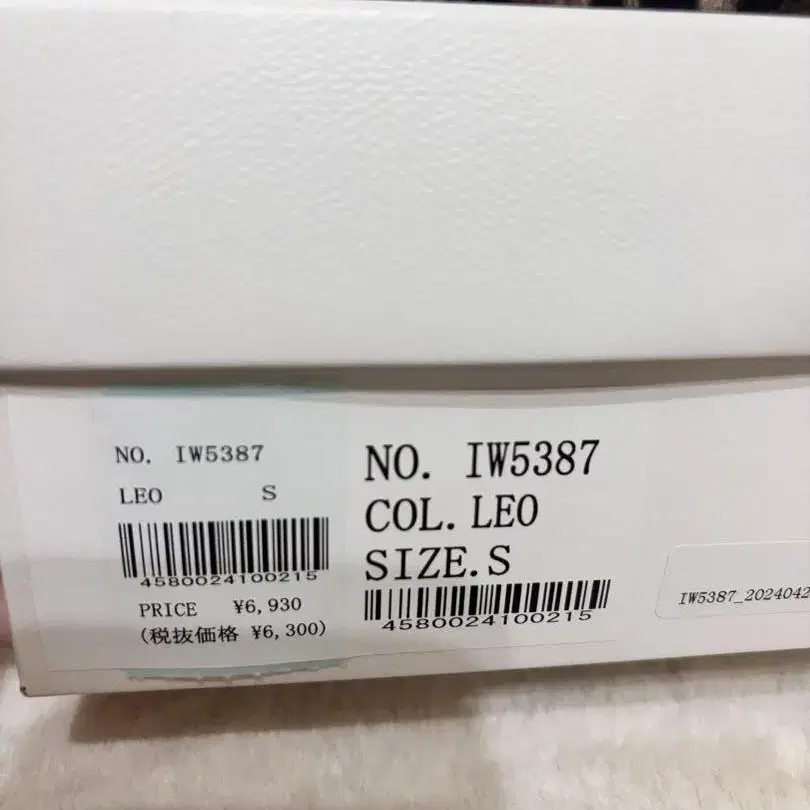 NO. IW5387
LEO S
4580024100215
PRICE ¥6,930
(税抜価格 ¥6,300)
NO. IW5387
COL. LEO
SIZE.S
4580024100215
IW5387_2024042